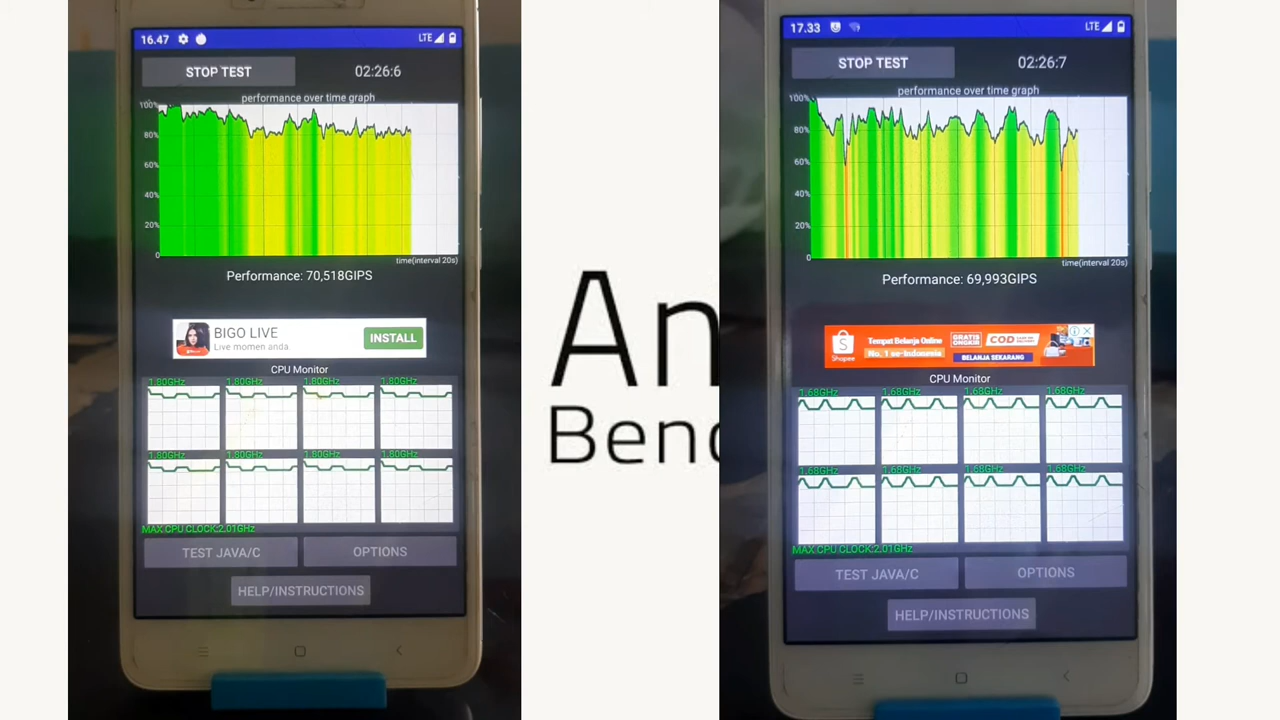 16.47
LTE
STOP TEST
02:26:6
performance over time graph
100%
80%
60%
40%
20%
0
time(interval 20s)
Performance: 70,518GIPS
BIGO LIVE
Live momen anda.
INSTALL
CPU Monitor
1.80GHz 1.80GHz 1.80GHz 1.80GHz
1.80GHz 1.80GHz 1.80GHz 1.80GHz
MAX CPU CLOCK:2.01GHz
TEST JAVA/C
OPTIONS
HELP/INSTRUCTIONS
An
Benc
17.33
LTE
STOP TEST
02:26:7
performance over time graph
100%
80%
60%
40%
20%
0
time(interval 20s)
Performance: 69,993GIPS
Shopee
Tempat Belanja Online
No. 1 se-Indonesia
GRATIS
ONGKIR
COD
BELANJA SEKARANG
CPU Monitor
1.68GHz 1.68GHz 1.68GHz 1.68GHz
1.68GHz 1.68GHz 1.68GHz 1.68GHz
MAX CPU CLOCK:2.01GHz
TEST JAVA/C
OPTIONS
HELP/INSTRUCTIONS